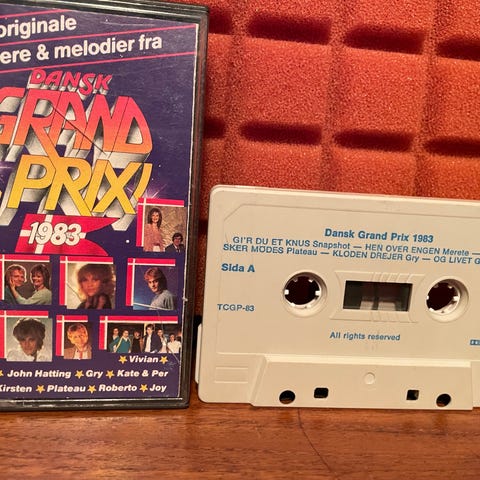 originale
ere & melodier fra
DANSK
GRAND
PRIX
1983
★ Vivian ★
★ John Hatting ★ Gry ★ Kate & Per
Kirsten ★ Plateau ★ Roberto ★ Joy
Dansk Grand Prix 1983
GI'R DU ET KNUS Snapshot — HEN OVER ENGEN Merete —
SKER MÖDES Plateau — KLODEN DREJER Gry — OG LIVET G
Sida A
TCGP-83
All rights reserved